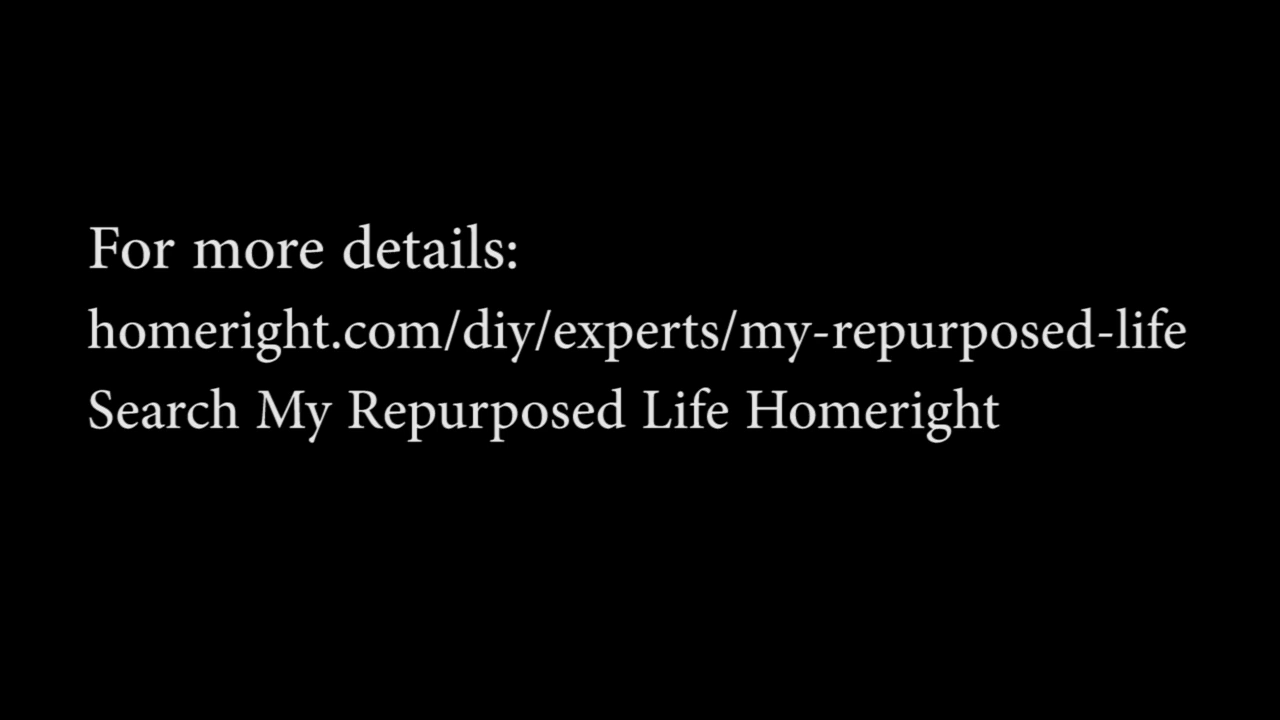 For more details:
homeright.com/diy/experts/my-repurposed-life
Search My Repurposed Life Homeright